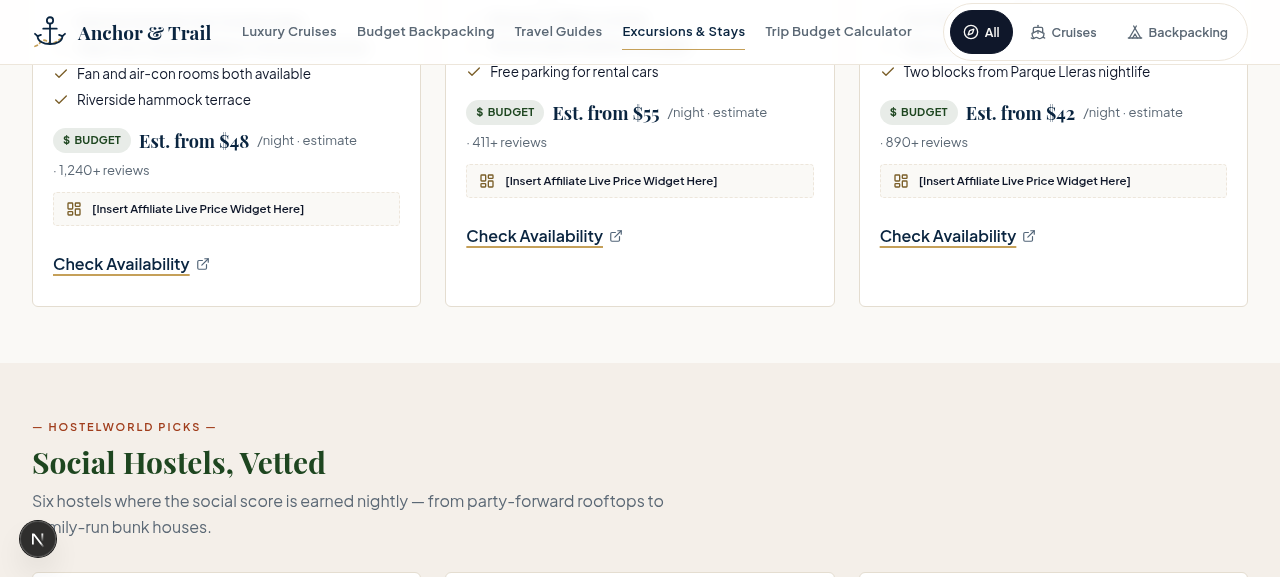 Anchor & Trail
Luxury Cruises
Budget Backpacking
Travel Guides
Excursions & Stays
Trip Budget Calculator
All
Cruises
Backpacking
Fan and air-con rooms both available
Riverside hammock terrace
$ BUDGET Est. from $48 /night · estimate
· 1,240+ reviews
[Insert Affiliate Live Price Widget Here]
Check Availability
Free parking for rental cars
$ BUDGET Est. from $55 /night · estimate
· 411+ reviews
[Insert Affiliate Live Price Widget Here]
Check Availability
Two blocks from Parque Lleras nightlife
$ BUDGET Est. from $42 /night · estimate
· 890+ reviews
[Insert Affiliate Live Price Widget Here]
Check Availability
— HOSTELWORLD PICKS —
Social Hostels, Vetted
Six hostels where the social score is earned nightly — from party-forward rooftops to
bunk houses.
N